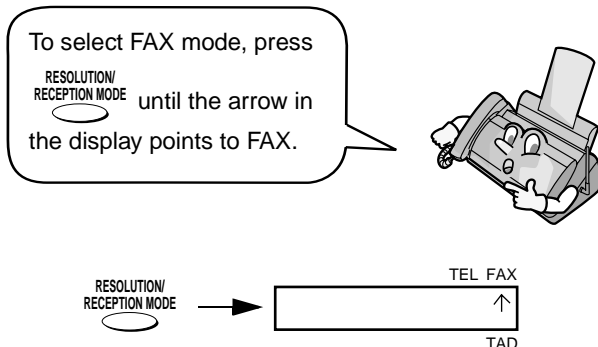 To select FAX mode, press
RESOLUTION/
RECEPTION MODE until the arrow in
the display points to FAX.
TEL FAX
RESOLUTION/
RECEPTION MODE
TAD